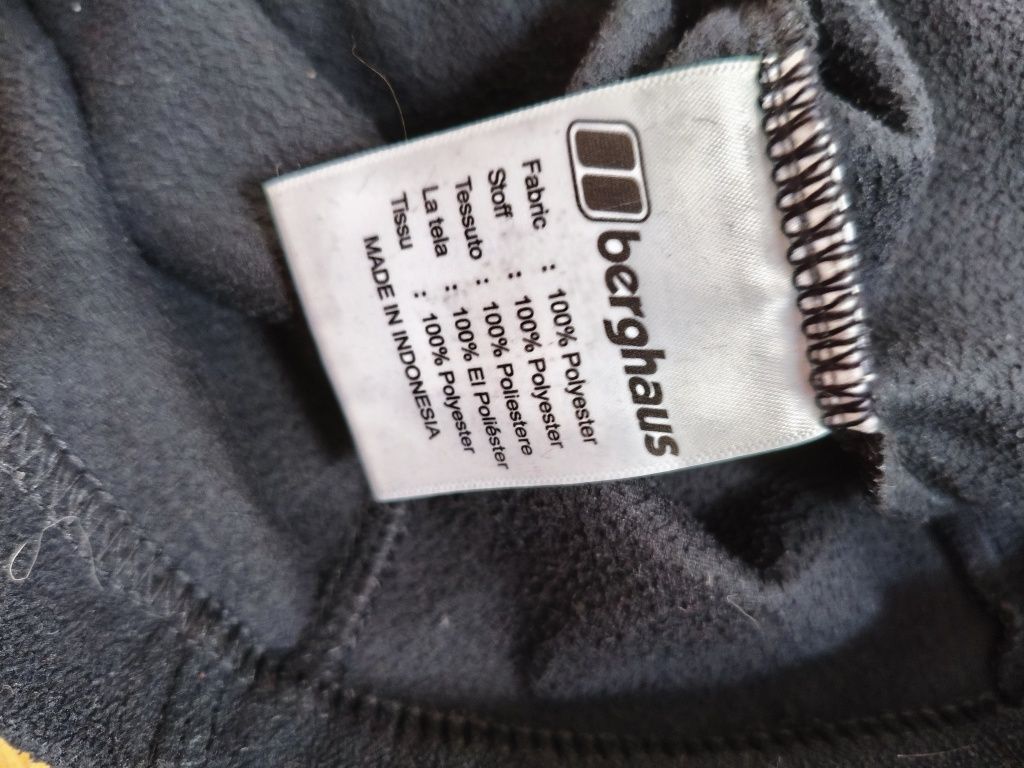 berghaus
Fabric : 100% Polyester
Stoff : 100% Polyester
Tessuto : 100% Poliestere
La tela : 100% El Poliéster
Tissu : 100% Polyester
MADE IN INDONESIA